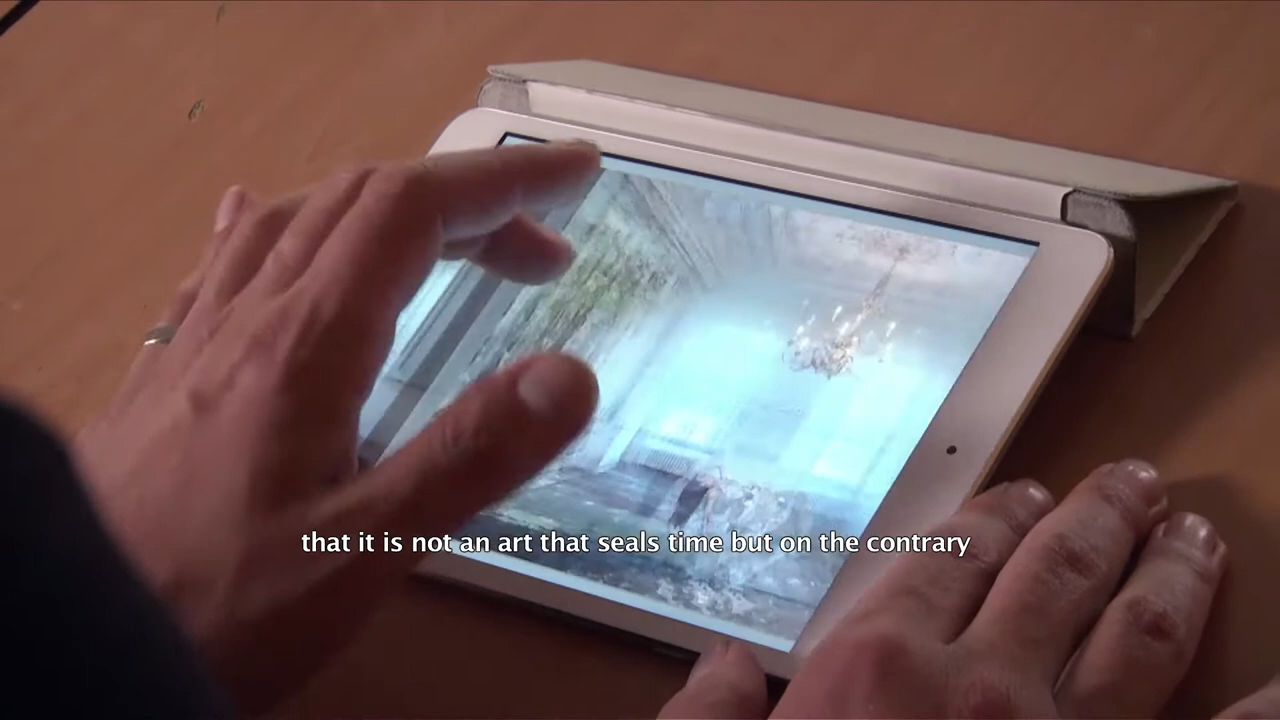 that it is not an art that seals time but on the contrary